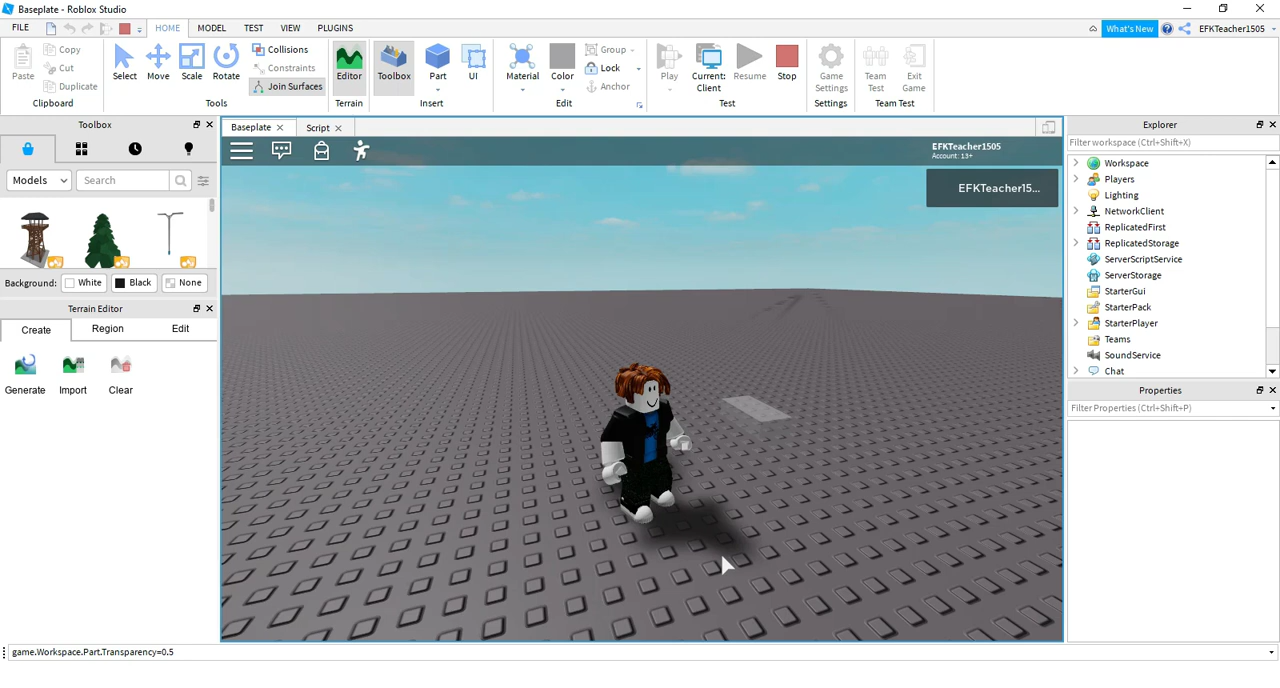 Baseplate - Roblox Studio
FILE HOME MODEL TEST VIEW PLUGINS
What's New EFKTeacher1505
Paste Copy Cut Duplicate
Clipboard
Select Move Scale Rotate
Collisions
Constraints
Join Surfaces
Tools
Editor
Terrain
Toolbox Part UI
Insert
Material Color
Group
Lock
Anchor
Edit
Play Current: Client Resume Stop
Test
Game Settings
Settings
Team Test Exit Game
Team Test
Toolbox
Models Search
Background: White Black None
Terrain Editor
Create Region Edit
Generate Import Clear
Baseplate Script
EFKTeacher1505
Account: 13+
EFKTeacher15...
Explorer
Filter workspace (Ctrl+Shift+X)
Workspace
Players
Lighting
NetworkClient
ReplicatedFirst
ReplicatedStorage
ServerScriptService
ServerStorage
StarterGui
StarterPack
StarterPlayer
Teams
SoundService
Chat
Properties
Filter Properties (Ctrl+Shift+P)
game.Workspace.Part.Transparency=0.5